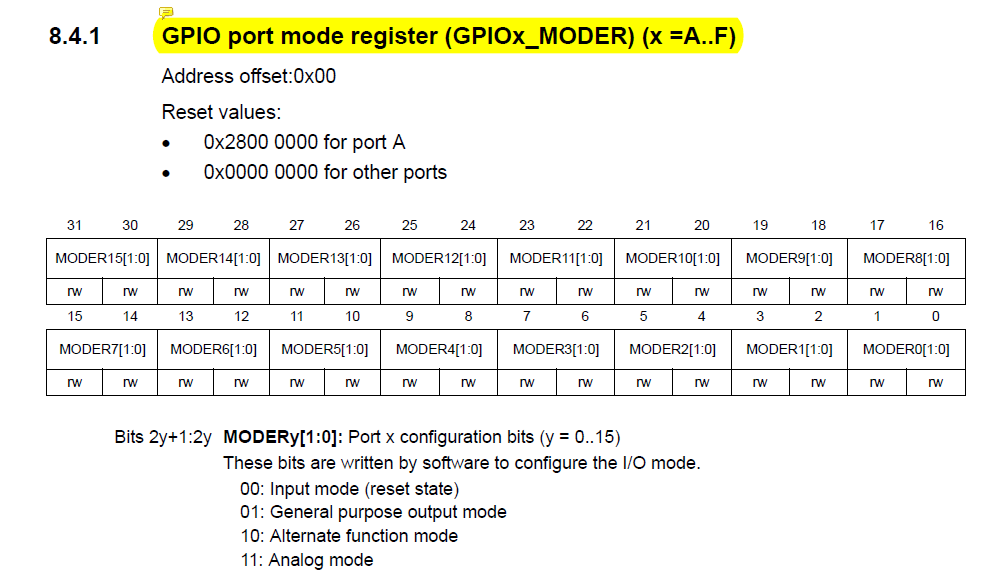 8.4.1 GPIO port mode register (GPIOx_MODER) (x =A..F)
Address offset:0x00
Reset values:
• 0x2800 0000 for port A
• 0x0000 0000 for other ports
31 30 29 28 27 26 25 24 23 22 21 20 19 18 17 16
MODER15[1:0] MODER14[1:0] MODER13[1:0] MODER12[1:0] MODER11[1:0] MODER10[1:0] MODER9[1:0] MODER8[1:0]
rw rw rw rw rw rw rw rw rw rw rw rw rw rw rw rw
15 14 13 12 11 10 9 8 7 6 5 4 3 2 1 0
MODER7[1:0] MODER6[1:0] MODER5[1:0] MODER4[1:0] MODER3[1:0] MODER2[1:0] MODER1[1:0] MODER0[1:0]
rw rw rw rw rw rw rw rw rw rw rw rw rw rw rw rw
Bits 2y+1:2y MODERy[1:0]: Port x configuration bits (y = 0..15)
These bits are written by software to configure the I/O mode.
00: Input mode (reset state)
01: General purpose output mode
10: Alternate function mode
11: Analog mode